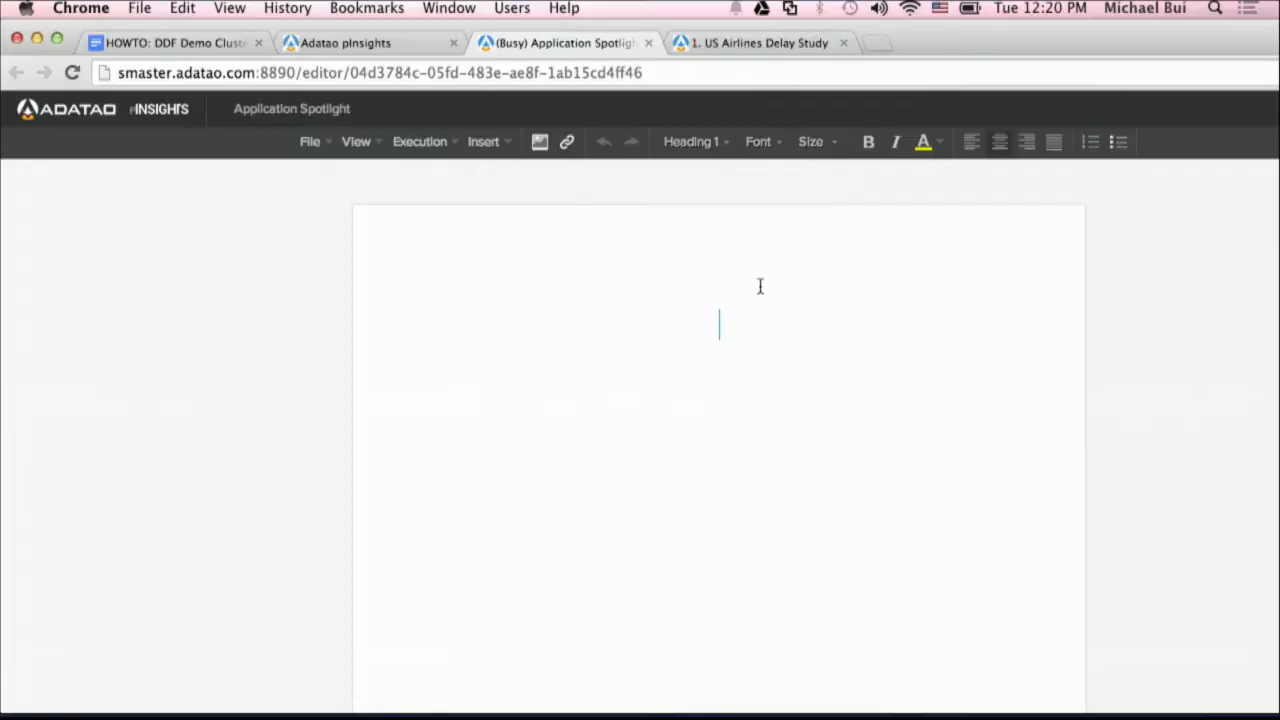 Chrome File Edit View History Bookmarks Window Users Help Tue 12:20 PM Michael Bui
HOWTO: DDF Demo Clust Adatao pInsights (Busy) Application Spotligh 1. US Airlines Delay Study
smaster.adatao.com:8890/editor/04d3784c-05fd-483e-ae8f-1ab15cd4ff46
ADATAO pINSIGHTS Application Spotlight
File View Execution Insert Heading 1 Font Size B I A